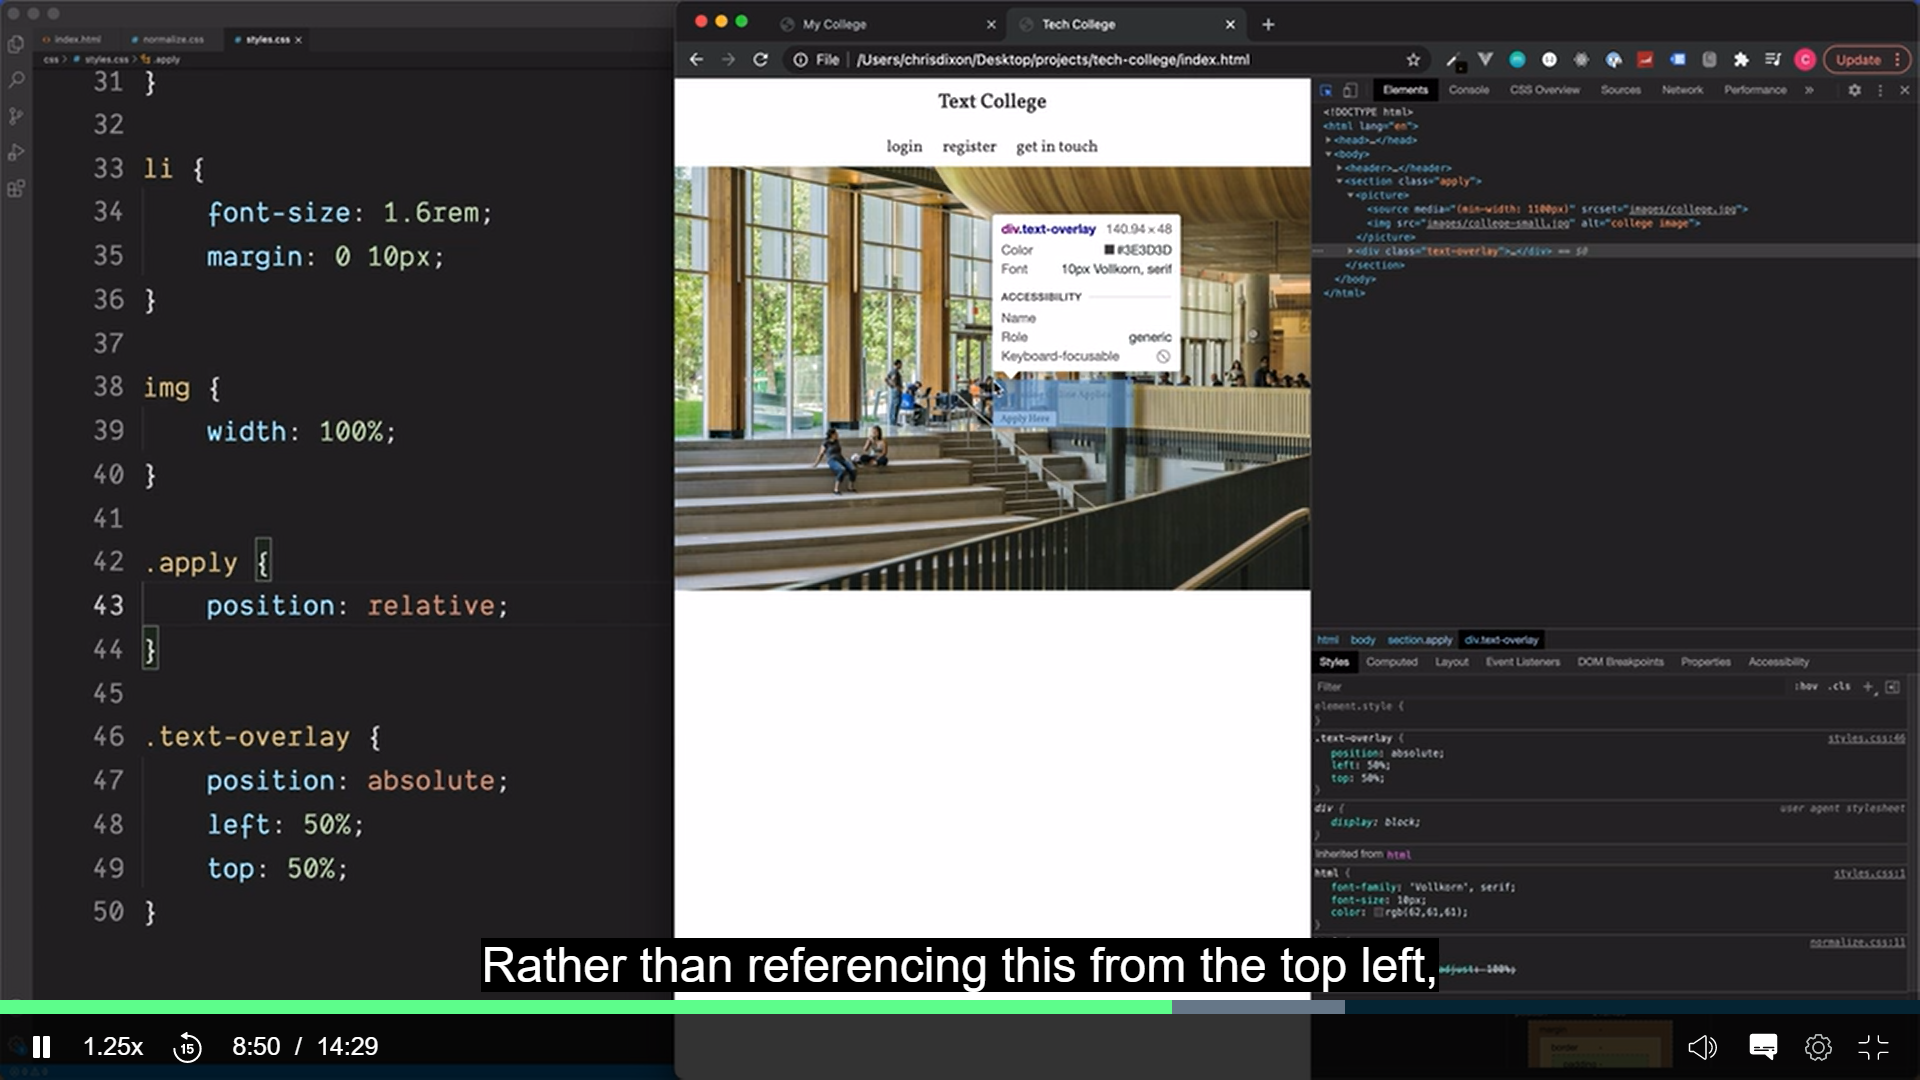 index.html
normalize.css
styles.css
css > styles.css > .apply
31 }
32
33 li {
34 font-size: 1.6rem;
35 margin: 0 10px;
36 }
37
38 img {
39 width: 100%;
40 }
41
42 .apply {
43 position: relative;
44 }
45
46 .text-overlay {
47 position: absolute;
48 left: 50%;
49 top: 50%;
50 }
My College
Tech College
File | /Users/chrisdixon/Desktop/projects/tech-college/index.html
C
Update
Text College
login register get in touch
div.text-overlay 140.94 × 48
Color #3E3D3D
Font 10px Vollkorn, serif
ACCESSIBILITY
Name
Role generic
Keyboard-focusable
Apply Here
Elements Console CSS Overview Sources Network Performance »
<!DOCTYPE html>
<html lang="en">
<head>…</head>
<body>
<header>…</header>
<section class="apply">
<picture>
<source media="(min-width: 1100px)" srcset="images/college.jpg">
<img src="images/college-small.jpg" alt="college image">
</picture>
<div class="text-overlay">…</div> == $0
</section>
</body>
</html>
html body section.apply div.text-overlay
Styles Computed Layout Event Listeners DOM Breakpoints Properties Accessibility
Filter :hov .cls +
element.style {
}
.text-overlay { styles.css:46
position: absolute;
left: 50%;
top: 50%;
}
div { user agent stylesheet
display: block;
}
Inherited from html
html { styles.css:1
font-family: 'Vollkorn', serif;
font-size: 10px;
color: rgb(62,61,61);
}
normalize.css:11
adjust: 100%;
Rather than referencing this from the top left,
1.25x 15 8:50 / 14:29